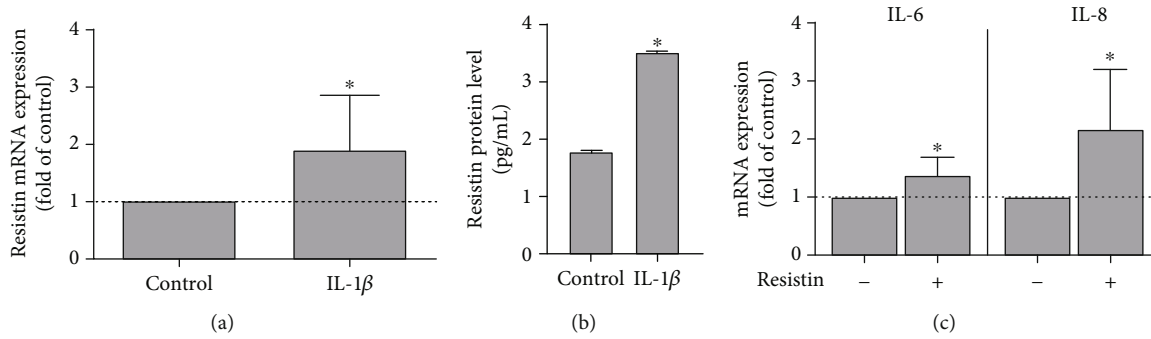 Resistin mRNA expression
(fold of control)
4
3
2
1
0
*
Control
IL-1β
(a)
Resistin protein level
(pg/mL)
4
3
2
1
0
*
Control IL-1β
(b)
IL-6
IL-8
mRNA expression
(fold of control)
4
3
2
1
0
*
*
Resistin − + − +
(c)